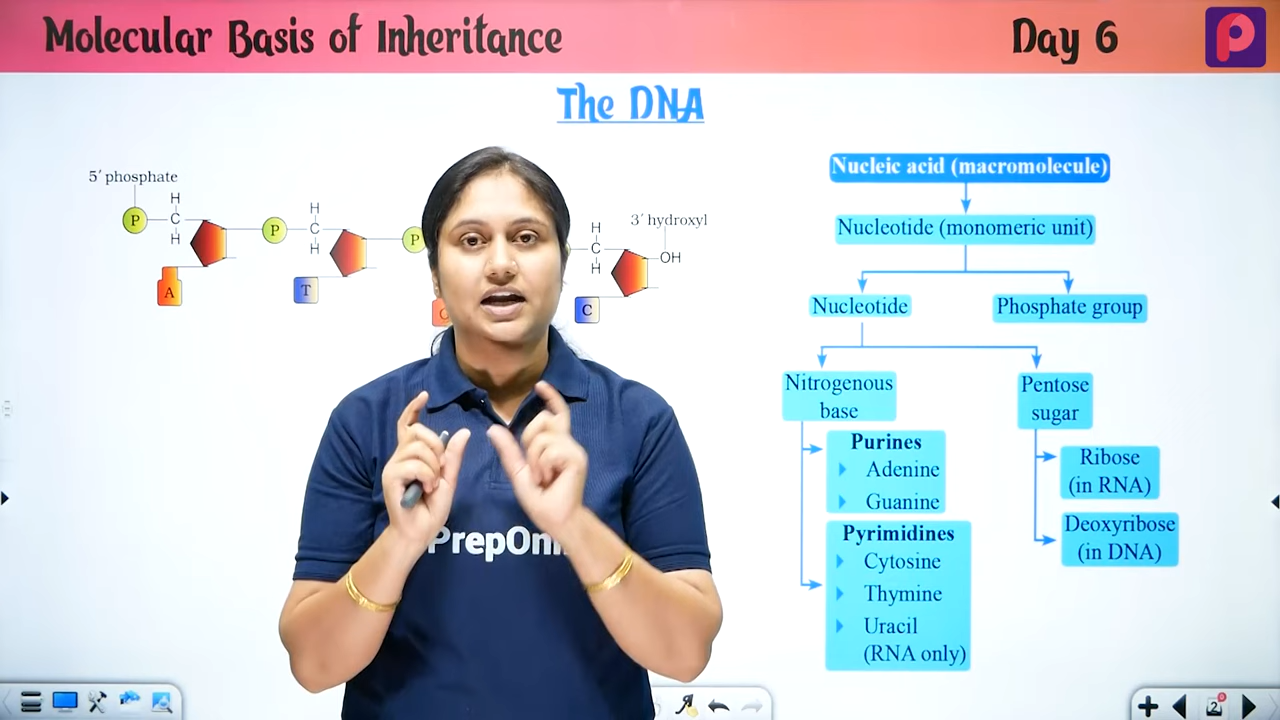 Molecular Basis of Inheritance
Day 6
The DNA
5′ phosphate
P
H
C
H
A
P
H
C
H
T
P
H
C
H
C
3′ hydroxyl
OH
Nucleic acid (macromolecule)
Nucleotide (monomeric unit)
Nucleotide
Phosphate group
Nitrogenous
base
Pentose
sugar
Purines
Adenine
Guanine
Pyrimidines
Cytosine
Thymine
Uracil
(RNA only)
Ribose
(in RNA)
Deoxyribose
(in DNA)
2